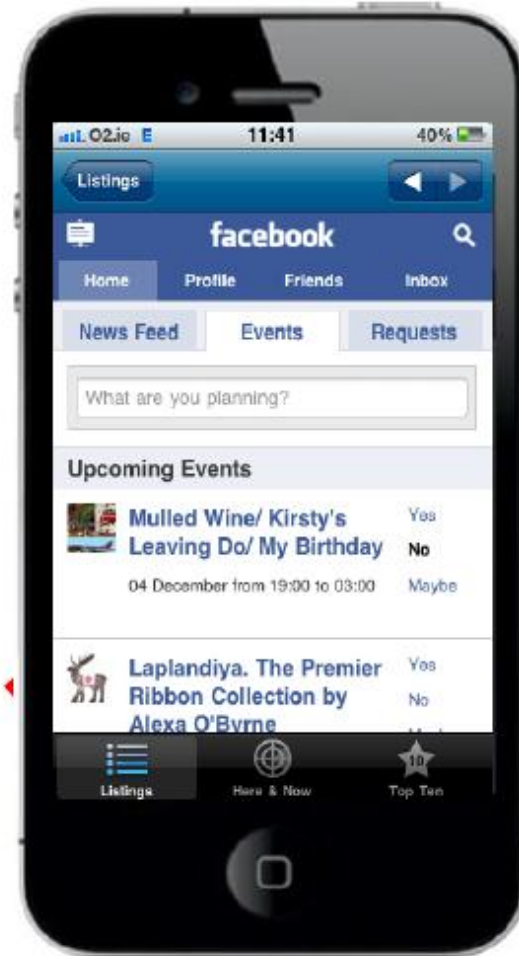 O2.ie E 11:41 40%
Listings
facebook
Home Profile Friends Inbox
News Feed Events Requests
What are you planning?
Upcoming Events
Mulled Wine/ Kirsty's Yes
Leaving Do/ My Birthday No
04 December from 19:00 to 03:00 Maybe
Laplandiya. The Premier Yes
Ribbon Collection by No
Alexa O'Byrne
10
Listings Here & Now Top Ten